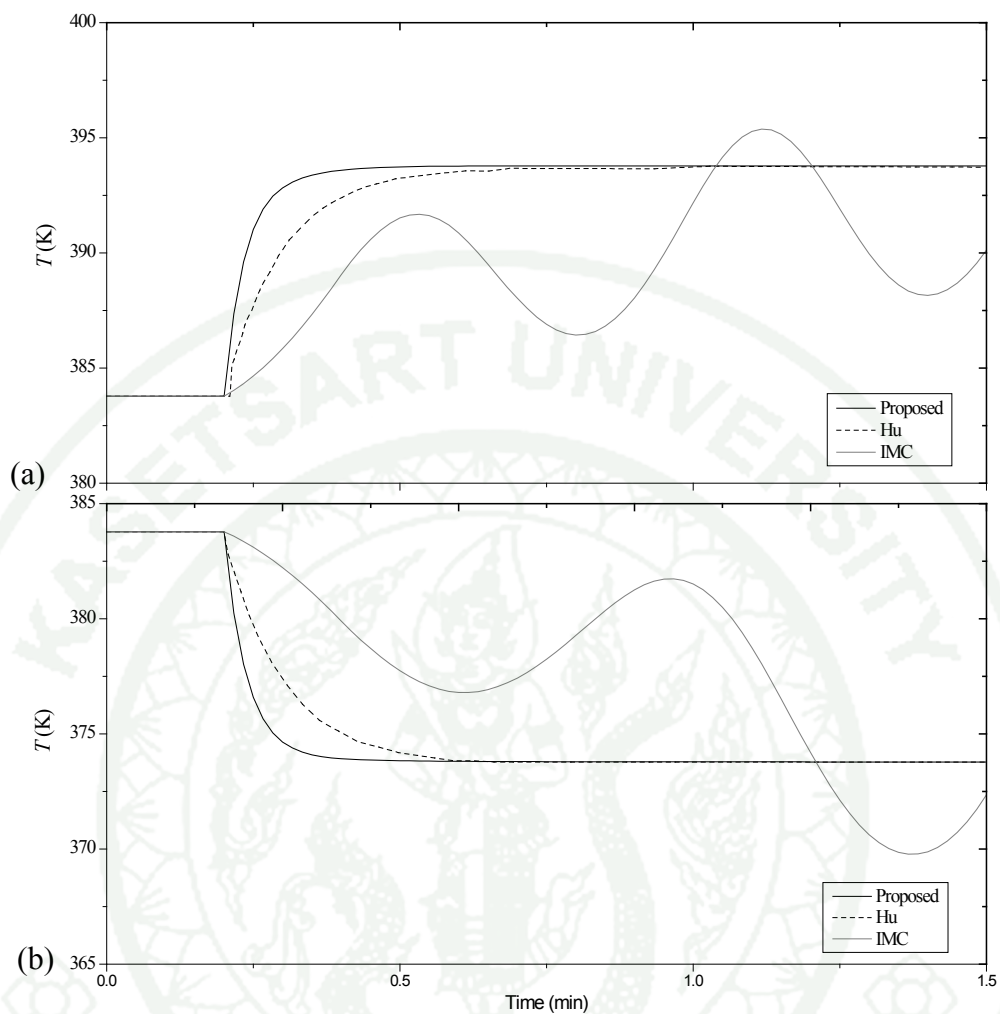 400
395
390
385
380
T (K)
Proposed
Hu
IMC
(a)
385
380
375
370
365
T (K)
Proposed
Hu
IMC
(b)
0.0
0.5
1.0
1.5
Time (min)
KASETSART UNIVERSITY